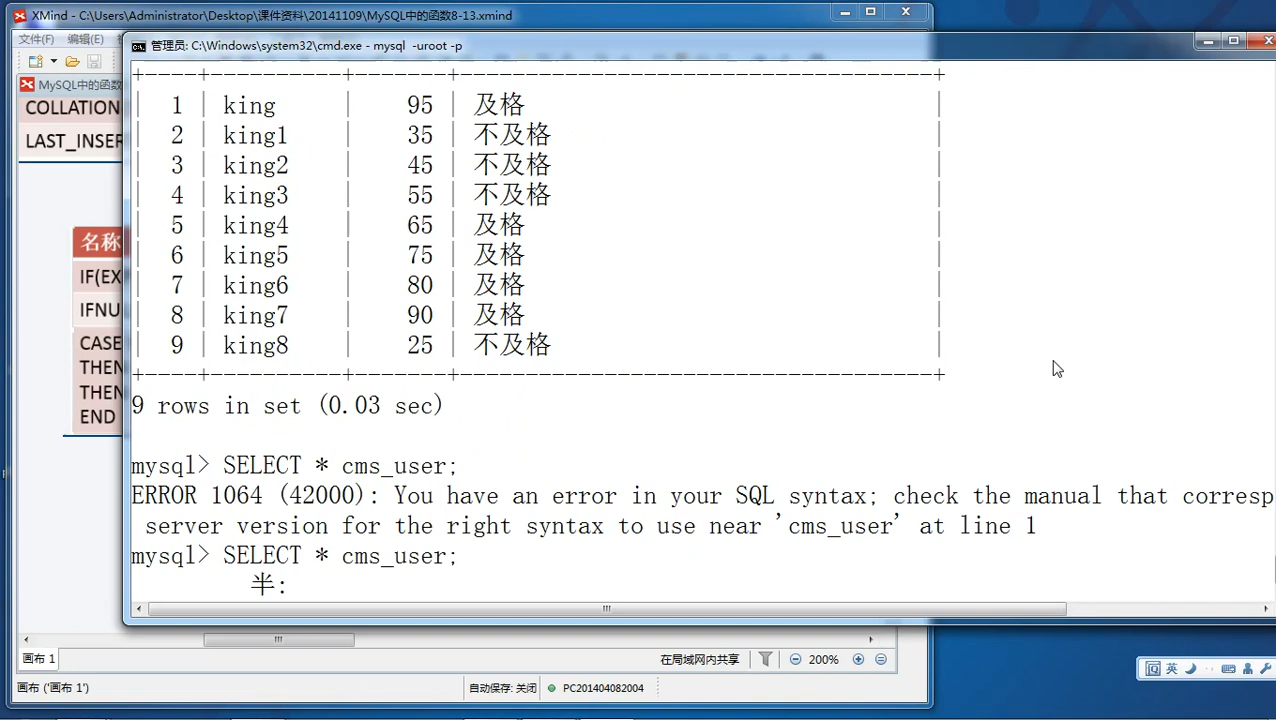 XMind - C:\Users\Administrator\Desktop\课件资料\20141109\MySQL中的函数8-13.xmind
文件(F) 编辑(E)
管理员: C:\Windows\system32\cmd.exe - mysql -uroot -p
MySQL中的函数
COLLATION
LAST_INSER
名称
IF(EX
IFNU
CASE
THEN
THEN
END
+----+-----------+--------+--------------------------------------+
| 1 | king | 95 | 及格 |
| 2 | king1 | 35 | 不及格 |
| 3 | king2 | 45 | 不及格 |
| 4 | king3 | 55 | 不及格 |
| 5 | king4 | 65 | 及格 |
| 6 | king5 | 75 | 及格 |
| 7 | king6 | 80 | 及格 |
| 8 | king7 | 90 | 及格 |
| 9 | king8 | 25 | 不及格 |
+----+-----------+--------+--------------------------------------+
9 rows in set (0.03 sec)
mysql> SELECT * cms_user;
ERROR 1064 (42000): You have an error in your SQL syntax; check the manual that corresp
server version for the right syntax to use near 'cms_user' at line 1
mysql> SELECT * cms_user;
半:
画布 1
在局域网内共享
200%
英
画布 ('画布 1')
自动保存: 关闭
PC201404082004